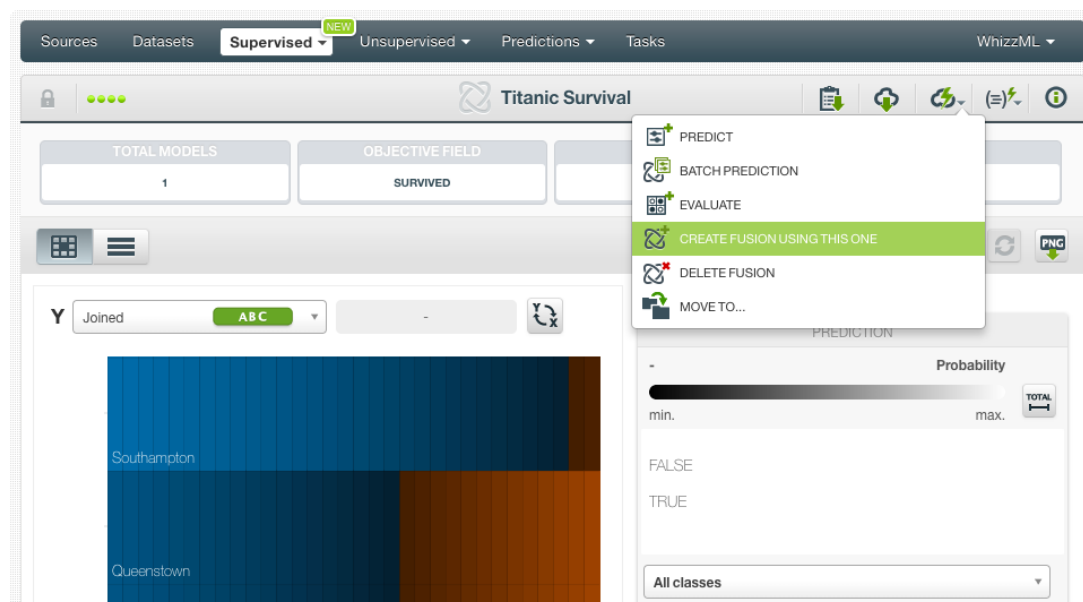 NEW
Sources Datasets Supervised Unsupervised Predictions Tasks WhizzML
Titanic Survival
TOTAL MODELS OBJECTIVE FIELD
1 SURVIVED
PREDICT
BATCH PREDICTION
EVALUATE
CREATE FUSION USING THIS ONE
DELETE FUSION
MOVE TO...
PNG
Y Joined ABC - Y X
PREDICTION
- Probability
TOTAL
min. max.
Southampton
FALSE
TRUE
Queenstown
All classes